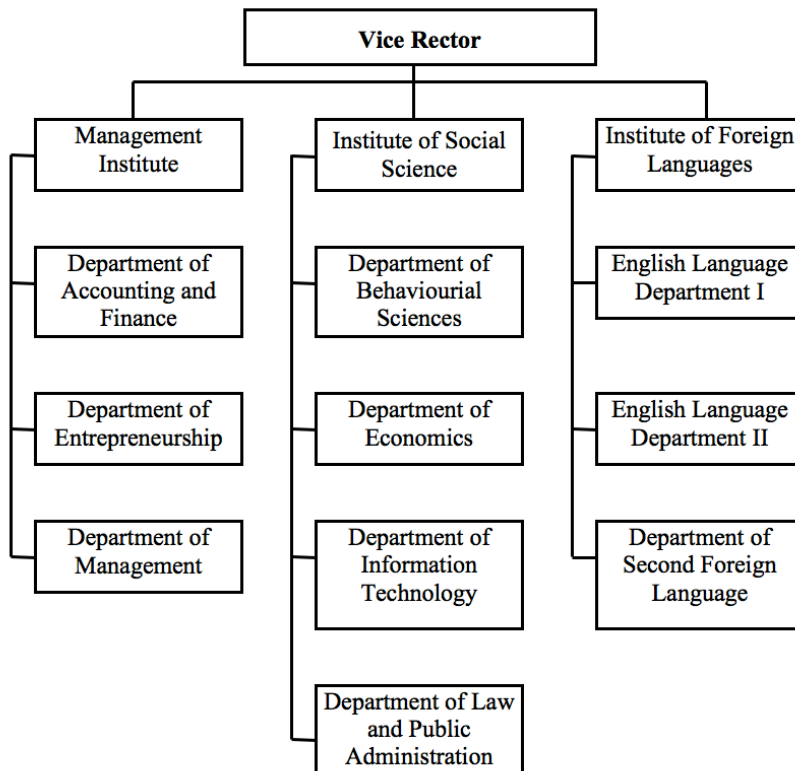 Vice Rector
Management
Institute
Institute of Social
Science
Institute of Foreign
Languages
Department of
Accounting and
Finance
Department of
Behaviourial
Sciences
English Language
Department I
Department of
Entrepreneurship
Department of
Economics
English Language
Department II
Department of
Management
Department of
Information
Technology
Department of
Second Foreign
Language
Department of Law
and Public
Administration